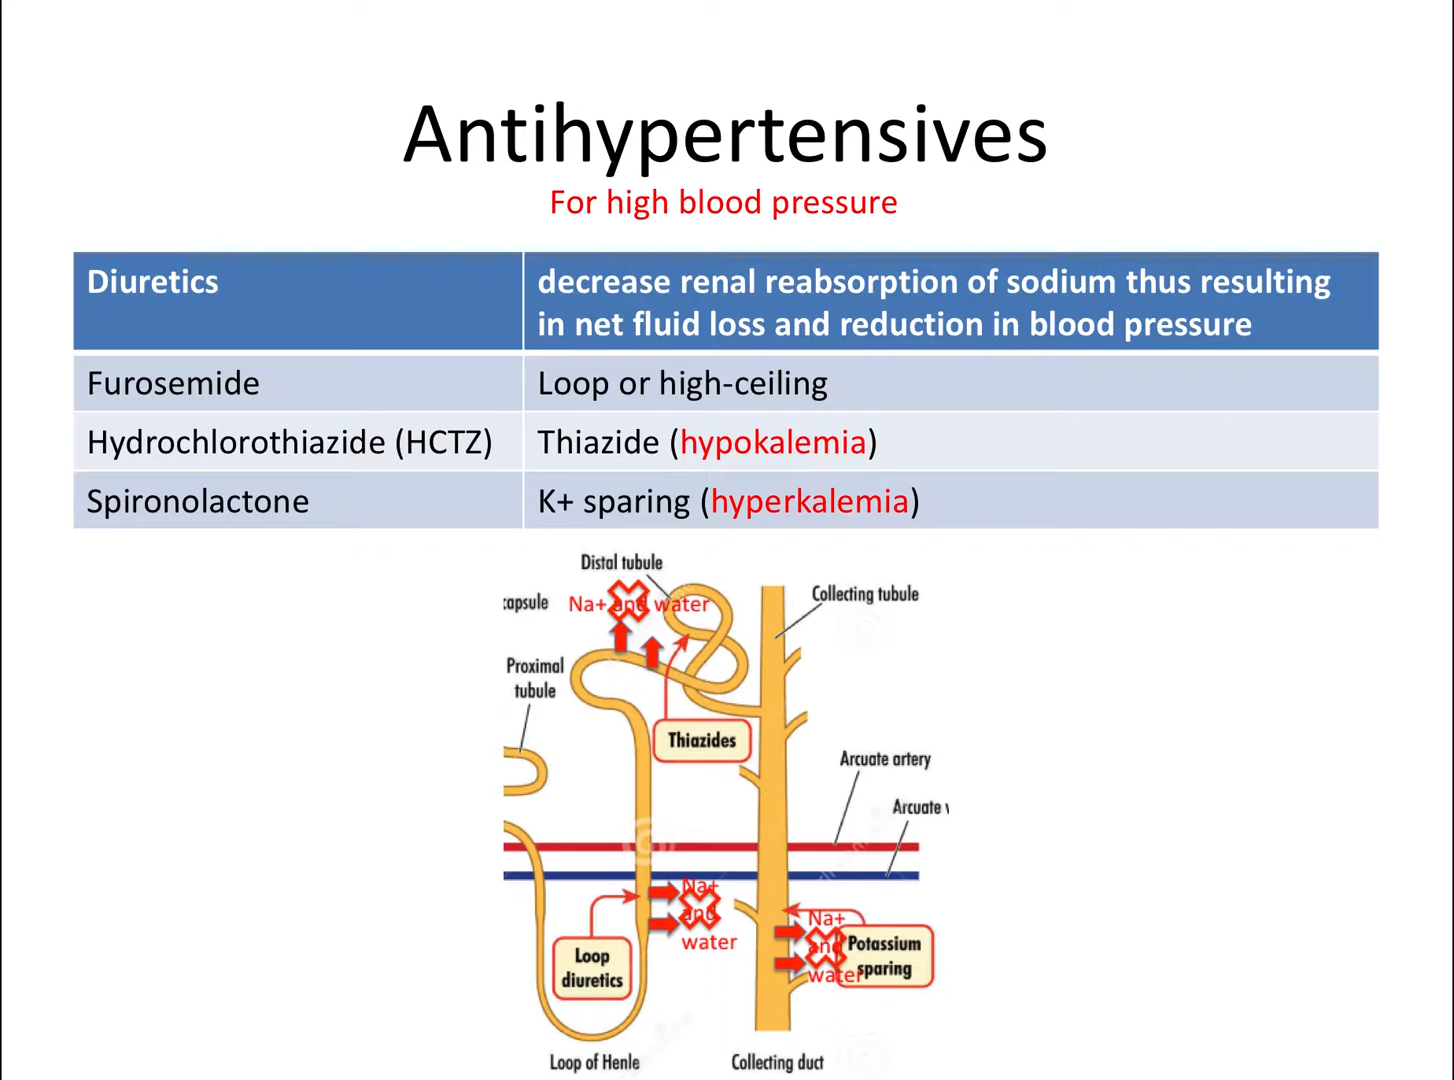 Antihypertensives
For high blood pressure
Diuretics
decrease renal reabsorption of sodium thus resulting
in net fluid loss and reduction in blood pressure
Furosemide
Loop or high-ceiling
Hydrochlorothiazide (HCTZ)
Thiazide (hypokalemia)
Spironolactone
K+ sparing (hyperkalemia)
Distal tubule
Collecting tubule
capsule
Na+ and water
Proximal
tubule
Thiazides
Arcuate artery
Arcuate v
Na+
and
water
Na+
and
water
Loop
diuretics
Potassium
sparing
Loop of Henle
Collecting duct